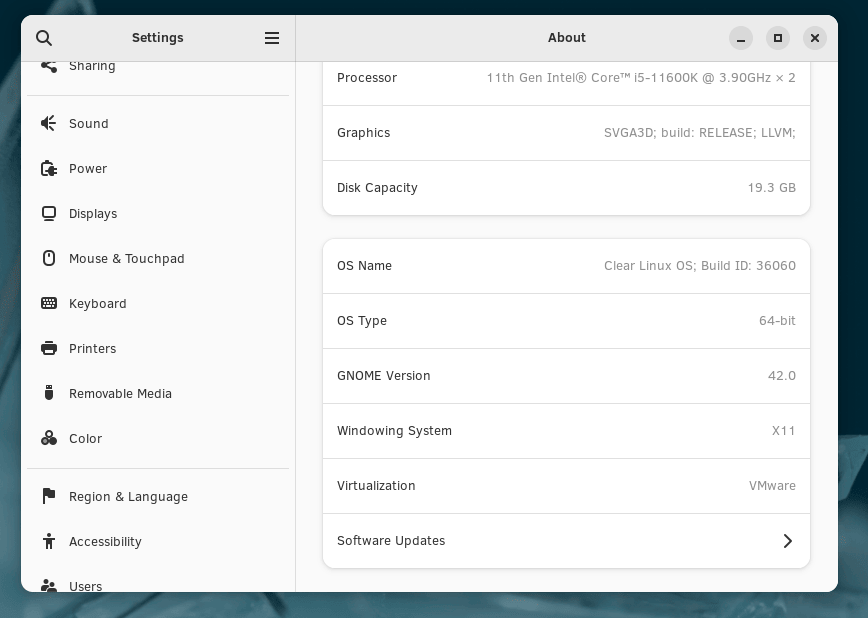 Settings
About
Sharing
Sound
Power
Displays
Mouse & Touchpad
Keyboard
Printers
Removable Media
Color
Region & Language
Accessibility
Users
Processor 11th Gen Intel® Core™ i5-11600K @ 3.90GHz × 2
Graphics SVGA3D; build: RELEASE; LLVM;
Disk Capacity 19.3 GB
OS Name Clear Linux OS; Build ID: 36060
OS Type 64-bit
GNOME Version 42.0
Windowing System X11
Virtualization VMware
Software Updates